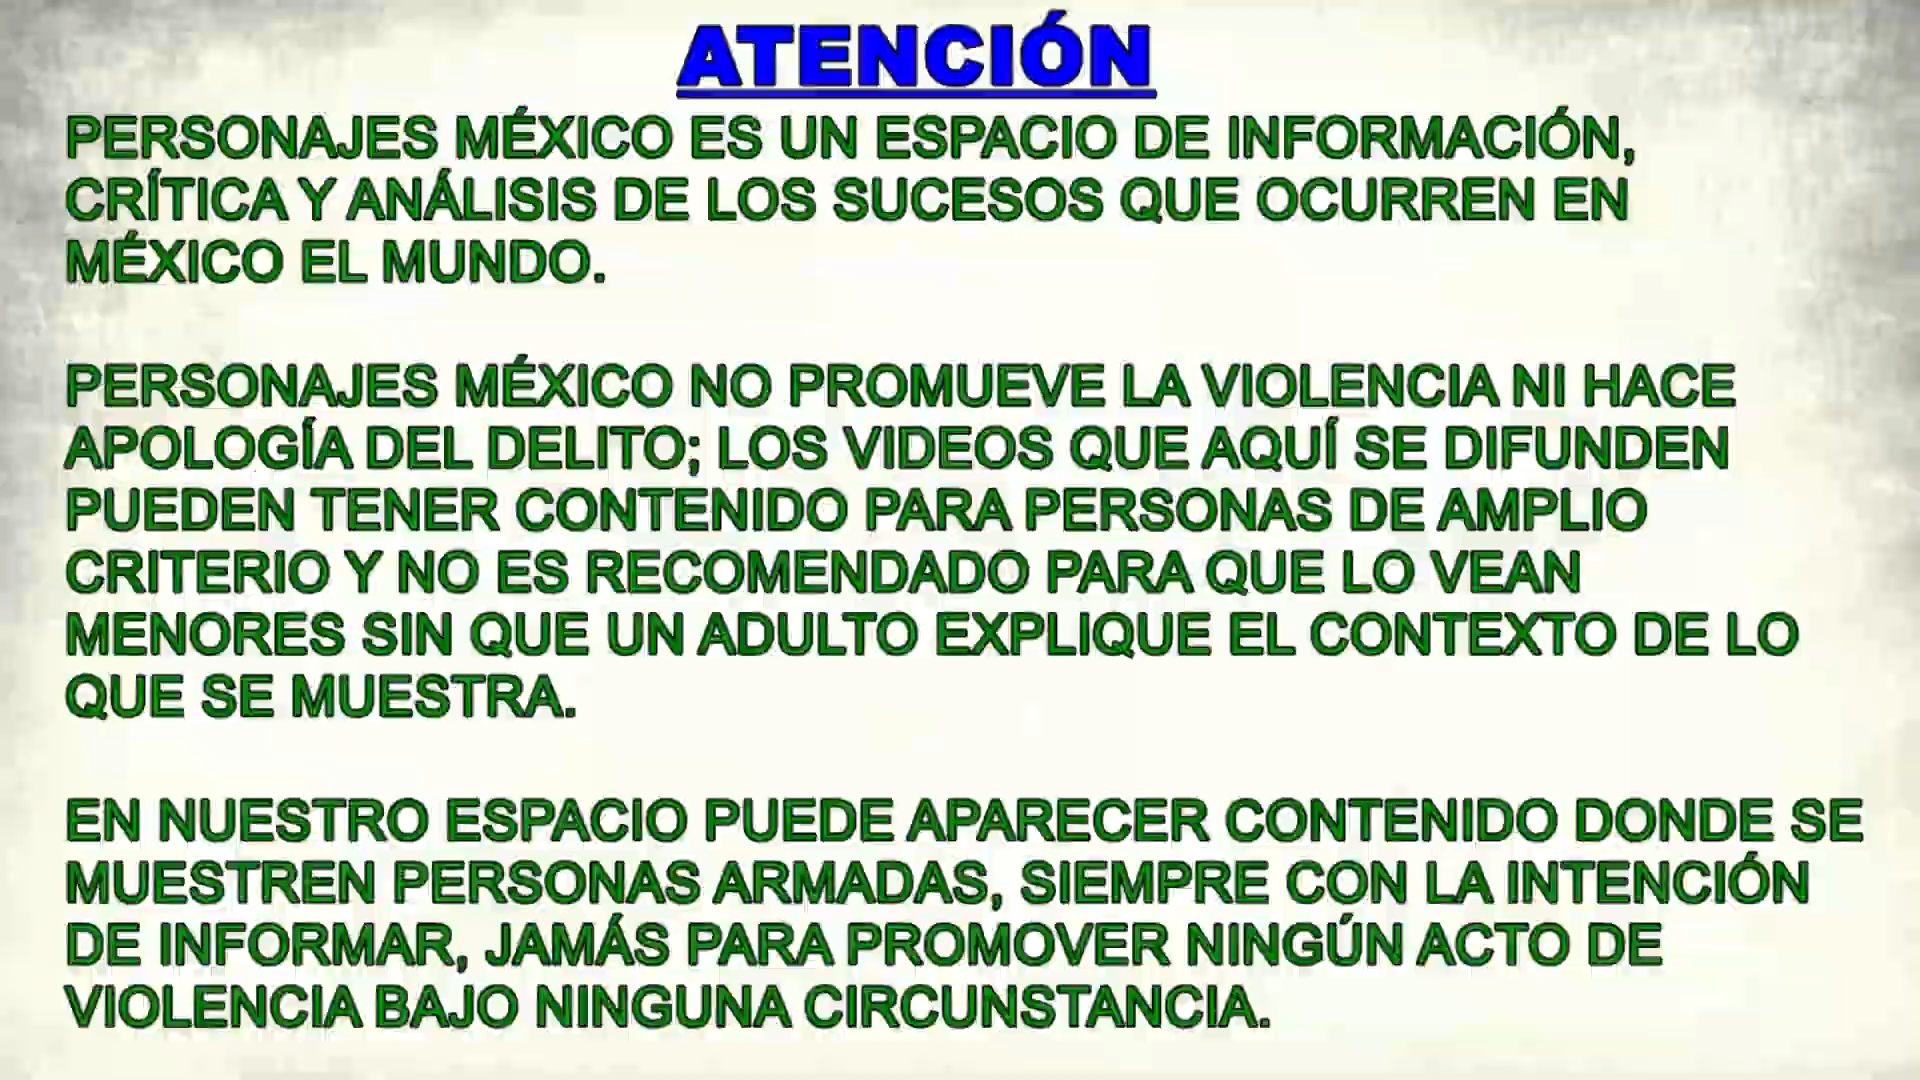 ATENCIÓN
PERSONAJES MÉXICO ES UN ESPACIO DE INFORMACIÓN,
CRÍTICA Y ANÁLISIS DE LOS SUCESOS QUE OCURREN EN
MÉXICO EL MUNDO.
PERSONAJES MÉXICO NO PROMUEVE LA VIOLENCIA NI HACE
APOLOGÍA DEL DELITO; LOS VIDEOS QUE AQUÍ SE DIFUNDEN
PUEDEN TENER CONTENIDO PARA PERSONAS DE AMPLIO
CRITERIO Y NO ES RECOMENDADO PARA QUE LO VEAN
MENORES SIN QUE UN ADULTO EXPLIQUE EL CONTEXTO DE LO
QUE SE MUESTRA.
EN NUESTRO ESPACIO PUEDE APARECER CONTENIDO DONDE SE
MUESTREN PERSONAS ARMADAS, SIEMPRE CON LA INTENCIÓN
DE INFORMAR, JAMÁS PARA PROMOVER NINGÚN ACTO DE
VIOLENCIA BAJO NINGUNA CIRCUNSTANCIA.